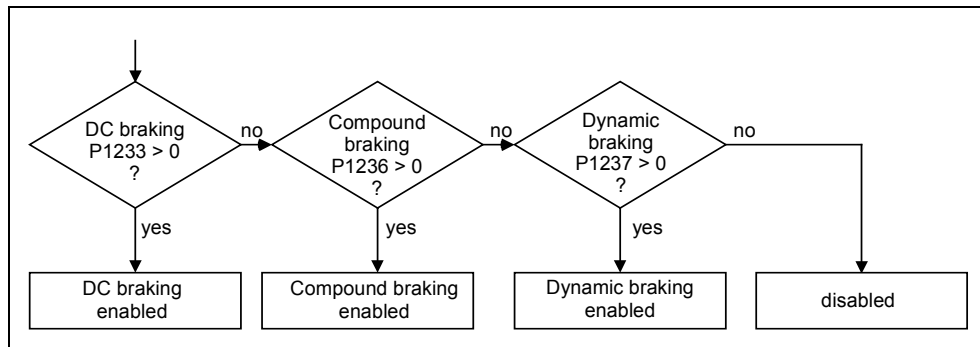 DC braking
P1233 > 0
?
no
Compound
braking
P1236 > 0
?
no
Dynamic
braking
P1237 > 0
?
no
yes
yes
yes
DC braking
enabled
Compound braking
enabled
Dynamic braking
enabled
disabled